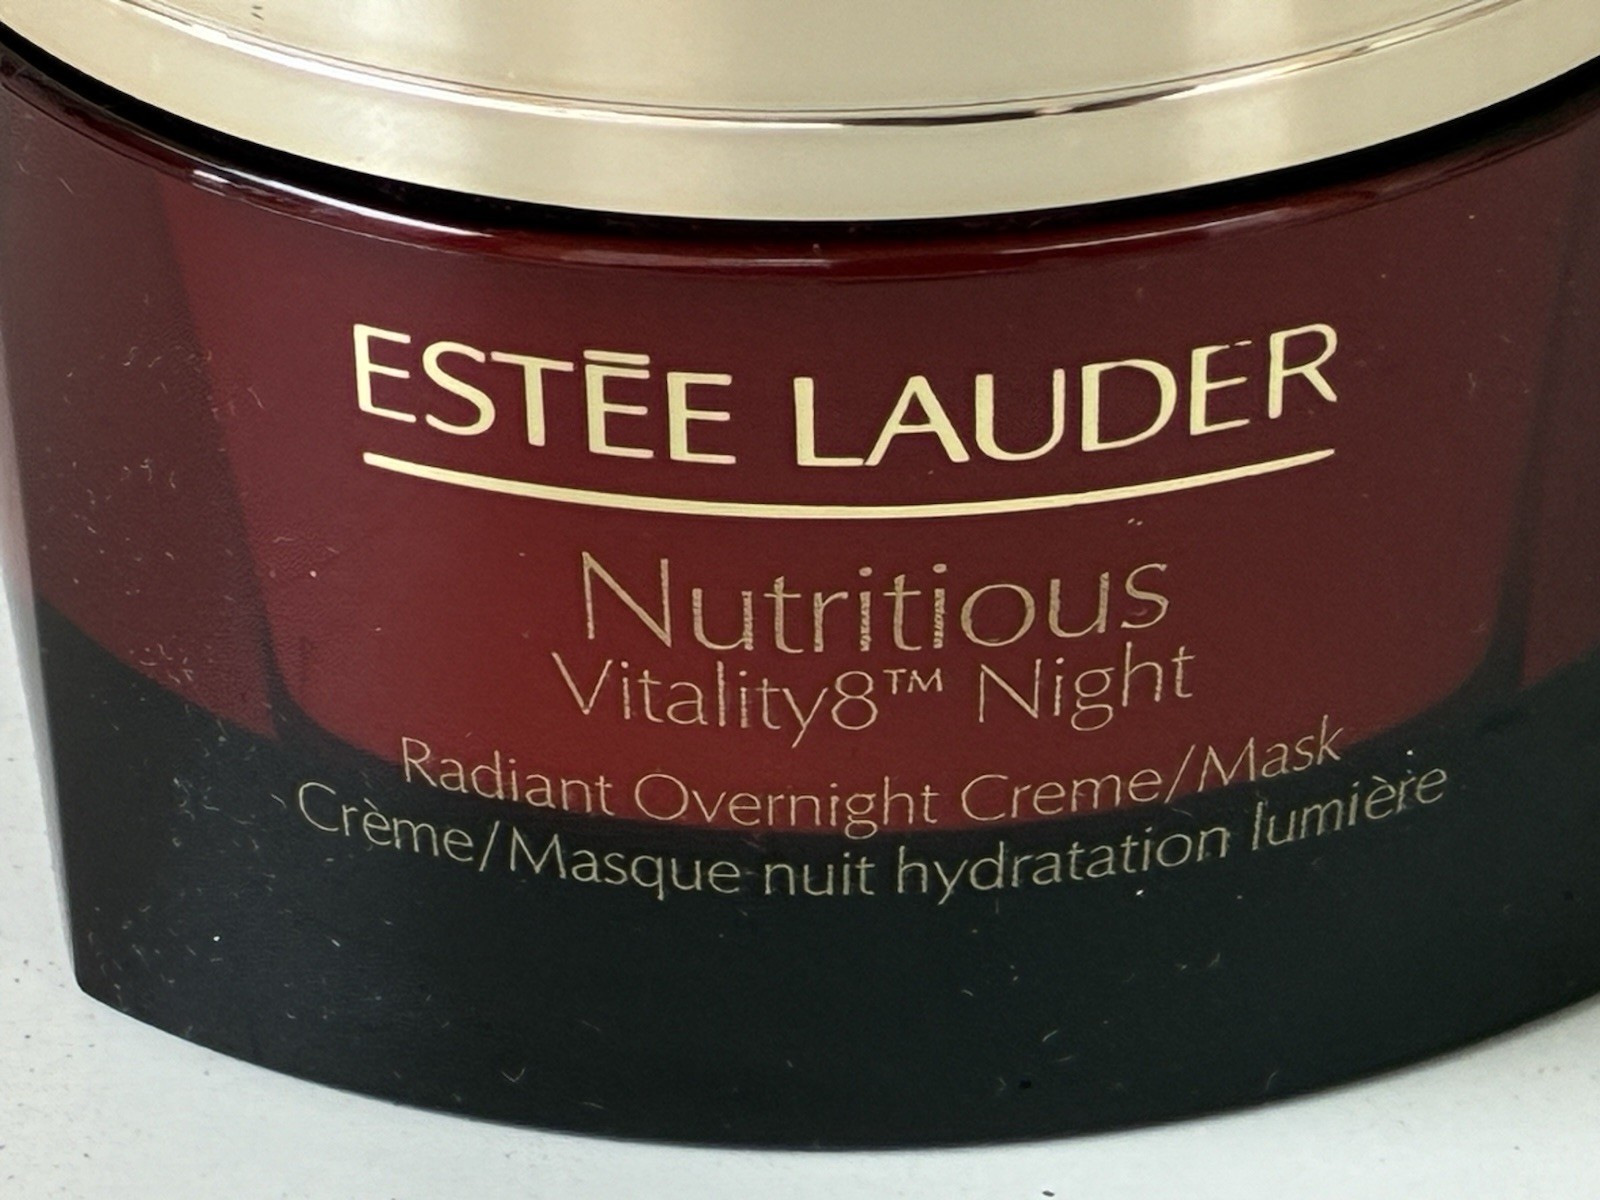 ESTĒE LAUDER
Nutritious
Vitality8™ Night
Radiant Overnight Creme/Mask
Crème/Masque nuit hydratation lumière